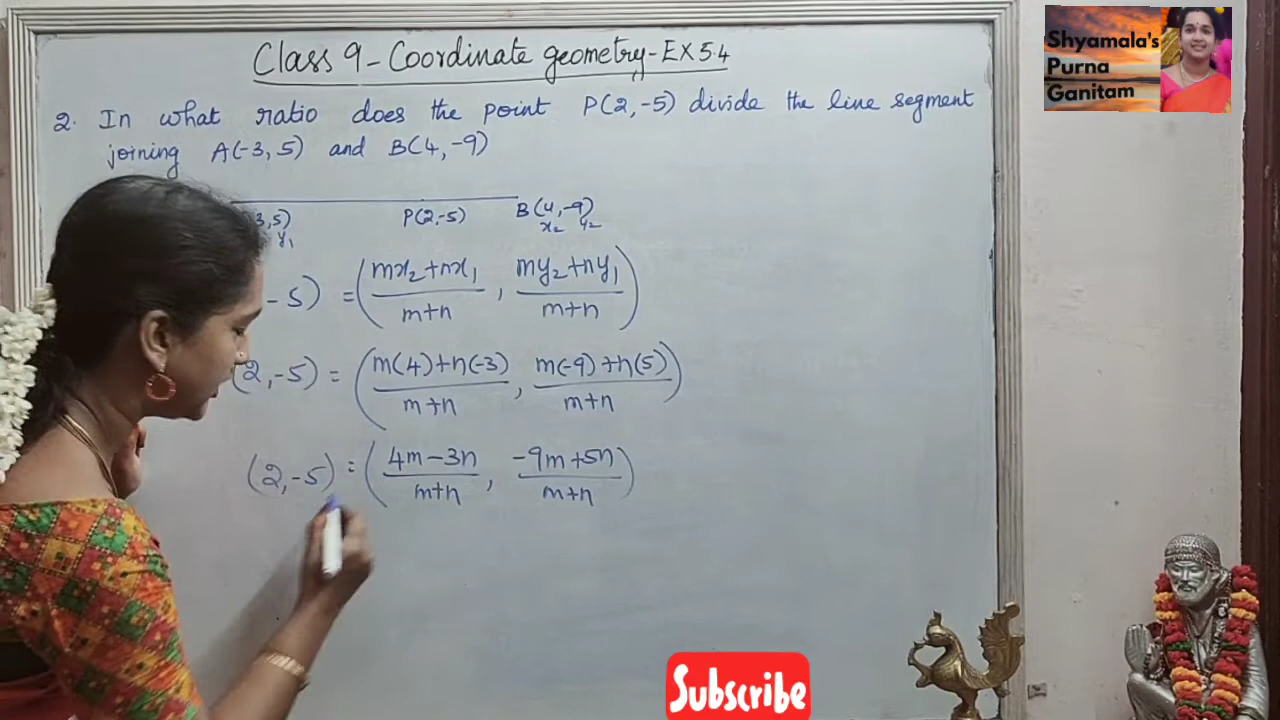 Class 9 - Coordinate geometry - EX 5.4
Shyamala's
Purna
Ganitam
2. In what ratio does the point P(2, -5) divide the line segment
joining A(-3, 5) and B(4, -9)
3,5) P(2,-5) B(4,-9)
y₁ x₂ y₂
-5) = ((mx₂+nx₁)/(m+n), (my₂+ny₁)/(m+n))
(2,-5) = ((m(4)+n(-3))/(m+n), (m(-9)+n(5))/(m+n))
(2,-5) = ((4m-3n)/(m+n), (-9m+5n)/(m+n))
Subscribe